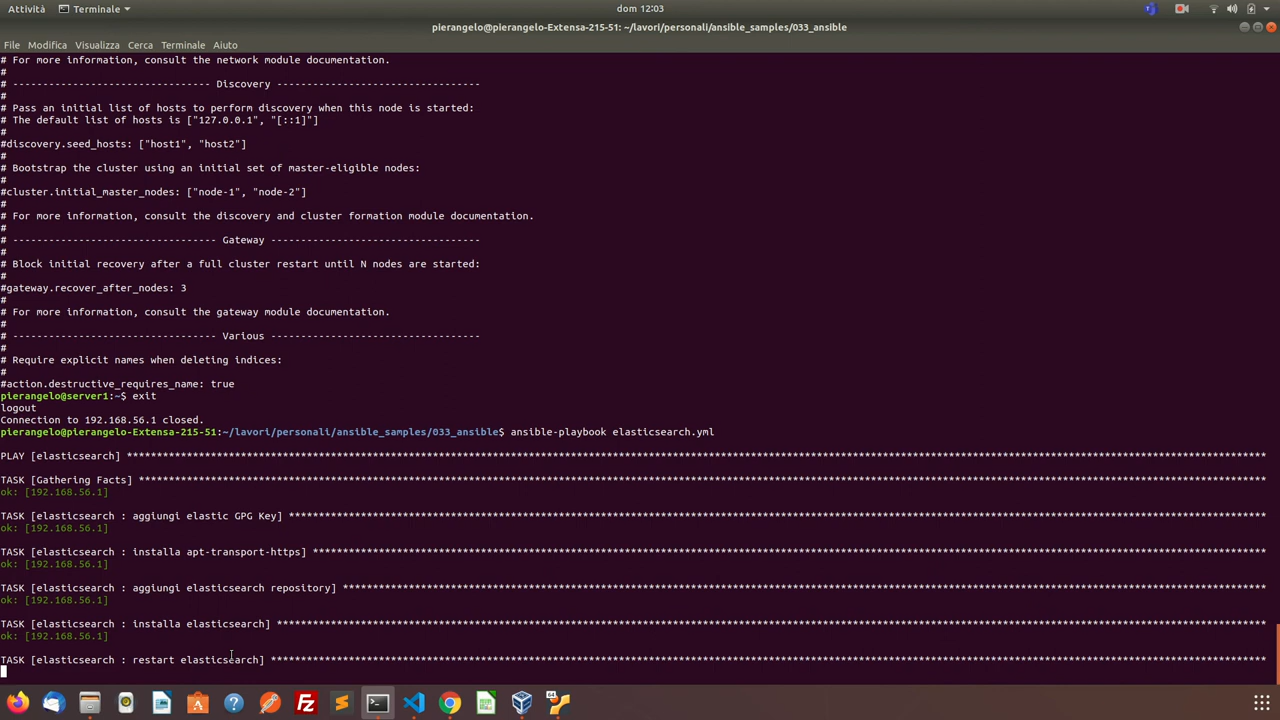 Attività
Terminale
dom 12:03
pierangelo@pierangelo-Extensa-215-51: ~/lavori/personali/ansible_samples/033_ansible
File Modifica Visualizza Cerca Terminale Aiuto
# For more information, consult the network module documentation.
#
# --------------------------------- Discovery ----------------------------------
#
# Pass an initial list of hosts to perform discovery when this node is started:
# The default list of hosts is ["127.0.0.1", "[::1]"]
#
#discovery.seed_hosts: ["host1", "host2"]
#
# Bootstrap the cluster using an initial set of master-eligible nodes:
#
#cluster.initial_master_nodes: ["node-1", "node-2"]
#
# For more information, consult the discovery and cluster formation module documentation.
#
# ---------------------------------- Gateway -----------------------------------
#
# Block initial recovery after a full cluster restart until N nodes are started:
#
#gateway.recover_after_nodes: 3
#
# For more information, consult the gateway module documentation.
#
# ---------------------------------- Various -----------------------------------
#
# Require explicit names when deleting indices:
#
#action.destructive_requires_name: true
pierangelo@server1:~$ exit
logout
Connection to 192.168.56.1 closed.
pierangelo@pierangelo-Extensa-215-51:~/lavori/personali/ansible_samples/033_ansible$ ansible-playbook elasticsearch.yml
PLAY [elasticsearch] ****************************************************************
TASK [Gathering Facts] ****************************************************************
ok: [192.168.56.1]
TASK [elasticsearch : aggiungi elastic GPG Key] ****************************************************************
ok: [192.168.56.1]
TASK [elasticsearch : installa apt-transport-https] ****************************************************************
ok: [192.168.56.1]
TASK [elasticsearch : aggiungi elasticsearch repository] ****************************************************************
ok: [192.168.56.1]
TASK [elasticsearch : installa elasticsearch] ****************************************************************
ok: [192.168.56.1]
TASK [elasticsearch : restart elasticsearch] ****************************************************************